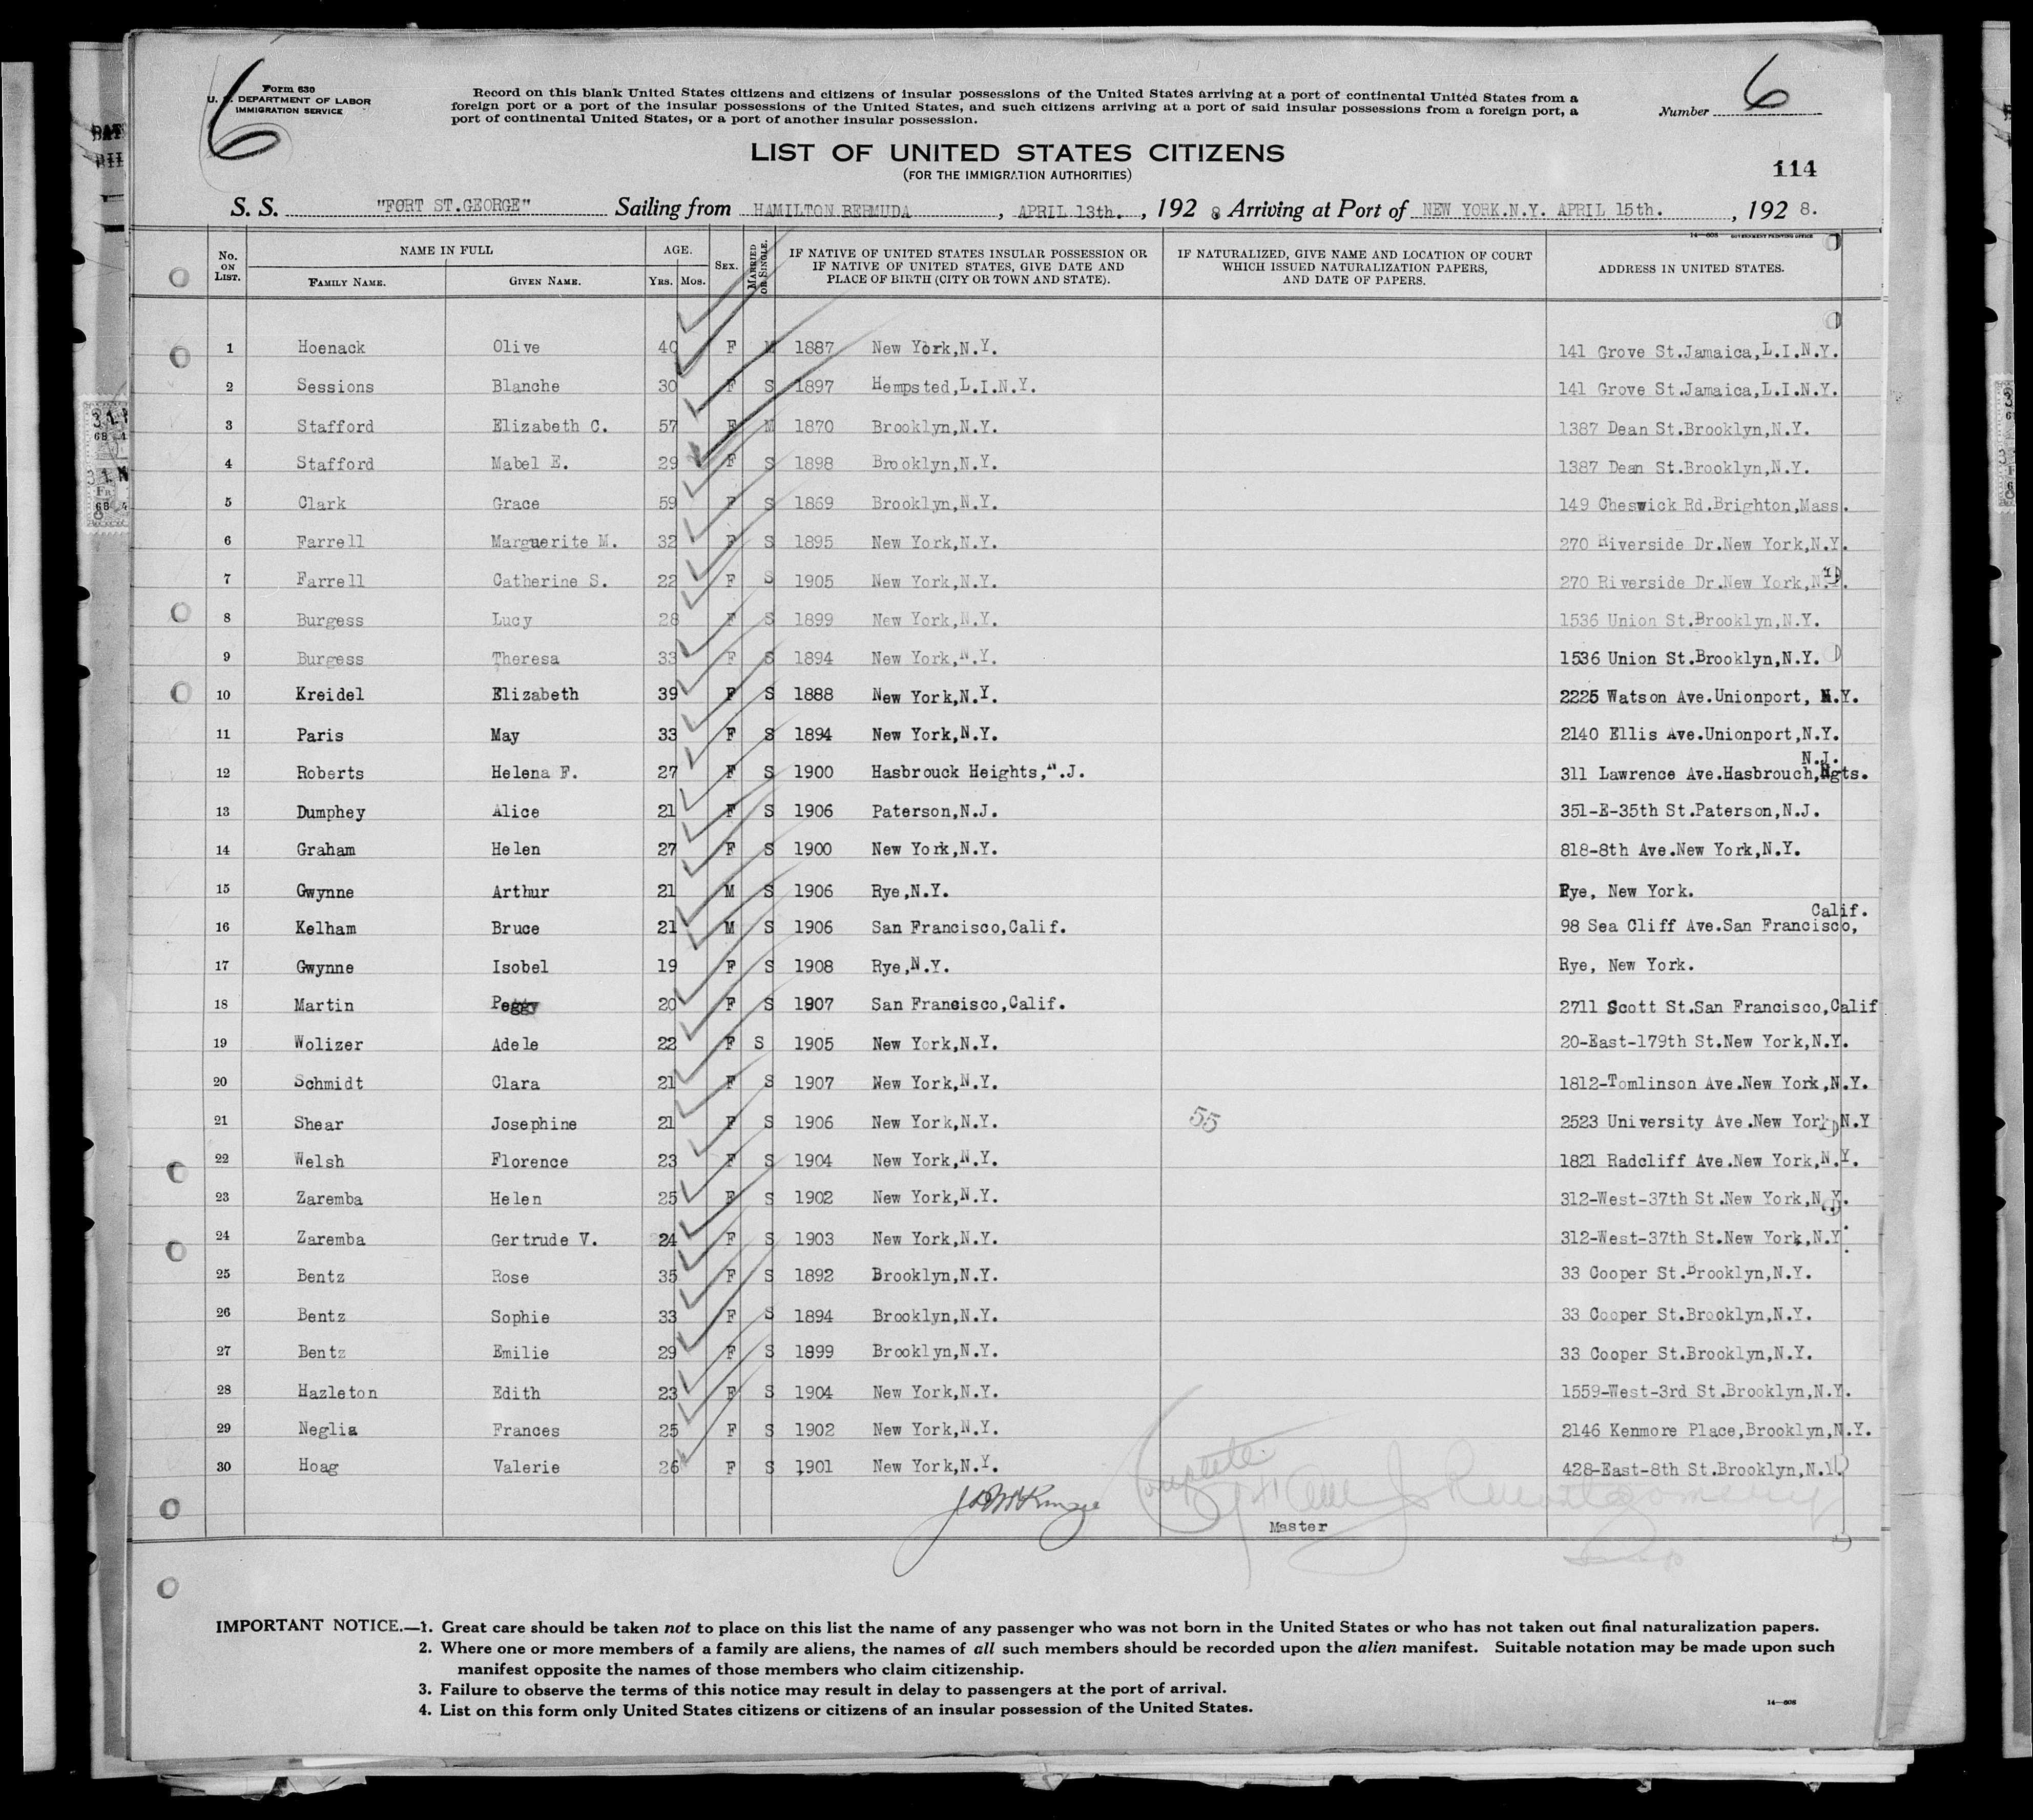 6
Form 630
U. S. DEPARTMENT OF LABOR
IMMIGRATION SERVICE
Record on this blank United States citizens and citizens of insular possessions of the United States arriving at a port of continental United States from a
foreign port or a port of the insular possessions of the United States, and such citizens arriving at a port of said insular possessions from a foreign port, a
port of continental United States, or a port of another insular possession.
Number 6
LIST OF UNITED STATES CITIZENS
(FOR THE IMMIGRATION AUTHORITIES)
114
S. S. "FORT ST.GEORGE" Sailing from HAMILTON BERMUDA, APRIL 13th., 1928 Arriving at Port of NEW YORK.N.Y. APRIL 15th., 1928.
14—608 GOVERNMENT PRINTING OFFICE
No. ON LIST. NAME IN FULL FAMILY NAME. GIVEN NAME. AGE. YRS. MOS. SEX. MARRIED OR SINGLE. IF NATIVE OF UNITED STATES INSULAR POSSESSION OR IF NATIVE OF UNITED STATES, GIVE DATE AND PLACE OF BIRTH (CITY OR TOWN AND STATE). IF NATURALIZED, GIVE NAME AND LOCATION OF COURT WHICH ISSUED NATURALIZATION PAPERS, AND DATE OF PAPERS. ADDRESS IN UNITED STATES.
1 Hoenack Olive 40 F M 1887 New York,N.Y. 141 Grove St.Jamaica,L.I.N.Y.
2 Sessions Blanche 30 F S 1897 Hempsted,L.I.N.Y. 141 Grove St.Jamaica,L.I.N.Y.
3 Stafford Elizabeth C. 57 F M 1870 Brooklyn,N.Y. 1387 Dean St.Brooklyn,N.Y.
4 Stafford Mabel E. 29 F S 1898 Brooklyn,N.Y. 1387 Dean St.Brooklyn,N.Y.
5 Clark Grace 59 F S 1869 Brooklyn,N.Y. 149 Cheswick Rd.Brighton,Mass.
6 Farrell Marguerite M. 32 F S 1895 New York,N.Y. 270 Riverside Dr.New York,N.Y.
7 Farrell Catherine S. 22 F S 1905 New York,N.Y. 270 Riverside Dr.New York,N.Y.
8 Burgess Lucy 28 F S 1899 New York,N.Y. 1536 Union St.Brooklyn,N.Y.
9 Burgess Theresa 33 F S 1894 New York,N.Y. 1536 Union St.Brooklyn,N.Y.
10 Kreidel Elizabeth 39 F S 1888 New York,N.Y. 2225 Watson Ave.Unionport, N.Y.
11 Paris May 33 F S 1894 New York,N.Y. 2140 Ellis Ave.Unionport,N.Y.
12 Roberts Helena F. 27 F S 1900 Hasbrouck Heights,N.J. 311 Lawrence Ave.Hasbrouch,Hgts. N.J.
13 Dumphey Alice 21 F S 1906 Paterson,N.J. 351-E-35th St.Paterson,N.J.
14 Graham Helen 27 F S 1900 New York,N.Y. 818-8th Ave.New York,N.Y.
15 Gwynne Arthur 21 M S 1906 Rye,N.Y. Rye, New York.
16 Kelham Bruce 21 M S 1906 San Francisco,Calif. 98 Sea Cliff Ave.San Francisco, Calif.
17 Gwynne Isobel 19 F S 1908 Rye,N.Y. Rye, New York.
18 Martin Peggy 20 F S 1907 San Francisco,Calif. 2711 Scott St.San Francisco,Calif
19 Wolizer Adele 22 F S 1905 New York,N.Y. 20-East-179th St.New York,N.Y.
20 Schmidt Clara 21 F S 1907 New York,N.Y. 1812-Tomlinson Ave.New York,N.Y.
21 Shear Josephine 21 F S 1906 New York,N.Y. 55 2523 University Ave.New York N.Y
22 Welsh Florence 23 F S 1904 New York,N.Y. 1821 Radcliff Ave.New York,N.Y.
23 Zaremba Helen 25 F S 1902 New York,N.Y. 312-West-37th St.New York,N.Y.
24 Zaremba Gertrude V. 24 F S 1903 New York,N.Y. 312-West-37th St.New York,N.Y.
25 Bentz Rose 35 F S 1892 Brooklyn,N.Y. 33 Cooper St.Brooklyn,N.Y.
26 Bentz Sophie 33 F S 1894 Brooklyn,N.Y. 33 Cooper St.Brooklyn,N.Y.
27 Bentz Emilie 29 F S 1899 Brooklyn,N.Y. 33 Cooper St.Brooklyn,N.Y.
28 Hazleton Edith 23 F S 1904 New York,N.Y. 1559-West-3rd St.Brooklyn,N.Y.
29 Neglia Frances 25 F S 1902 New York,N.Y. 2146 Kenmore Place,Brooklyn,N.Y.
30 Hoag Valerie 26 F S 1901 New York,N.Y. 428-East-8th St.Brooklyn,N.Y.
Complete
Master
IMPORTANT NOTICE.—1. Great care should be taken not to place on this list the name of any passenger who was not born in the United States or who has not taken out final naturalization papers.
2. Where one or more members of a family are aliens, the names of all such members should be recorded upon the alien manifest. Suitable notation may be made upon such
manifest opposite the names of those members who claim citizenship.
3. Failure to observe the terms of this notice may result in delay to passengers at the port of arrival.
4. List on this form only United States citizens or citizens of an insular possession of the United States.
14—608